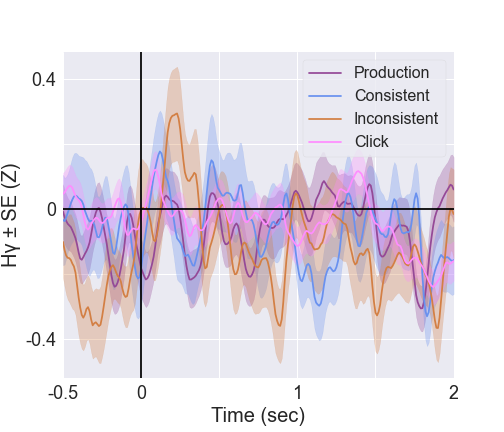 Production
Consistent
Inconsistent
Click
Hγ ± SE (Z)
0.4
0
-0.4
-0.5 0 1 2
Time (sec)